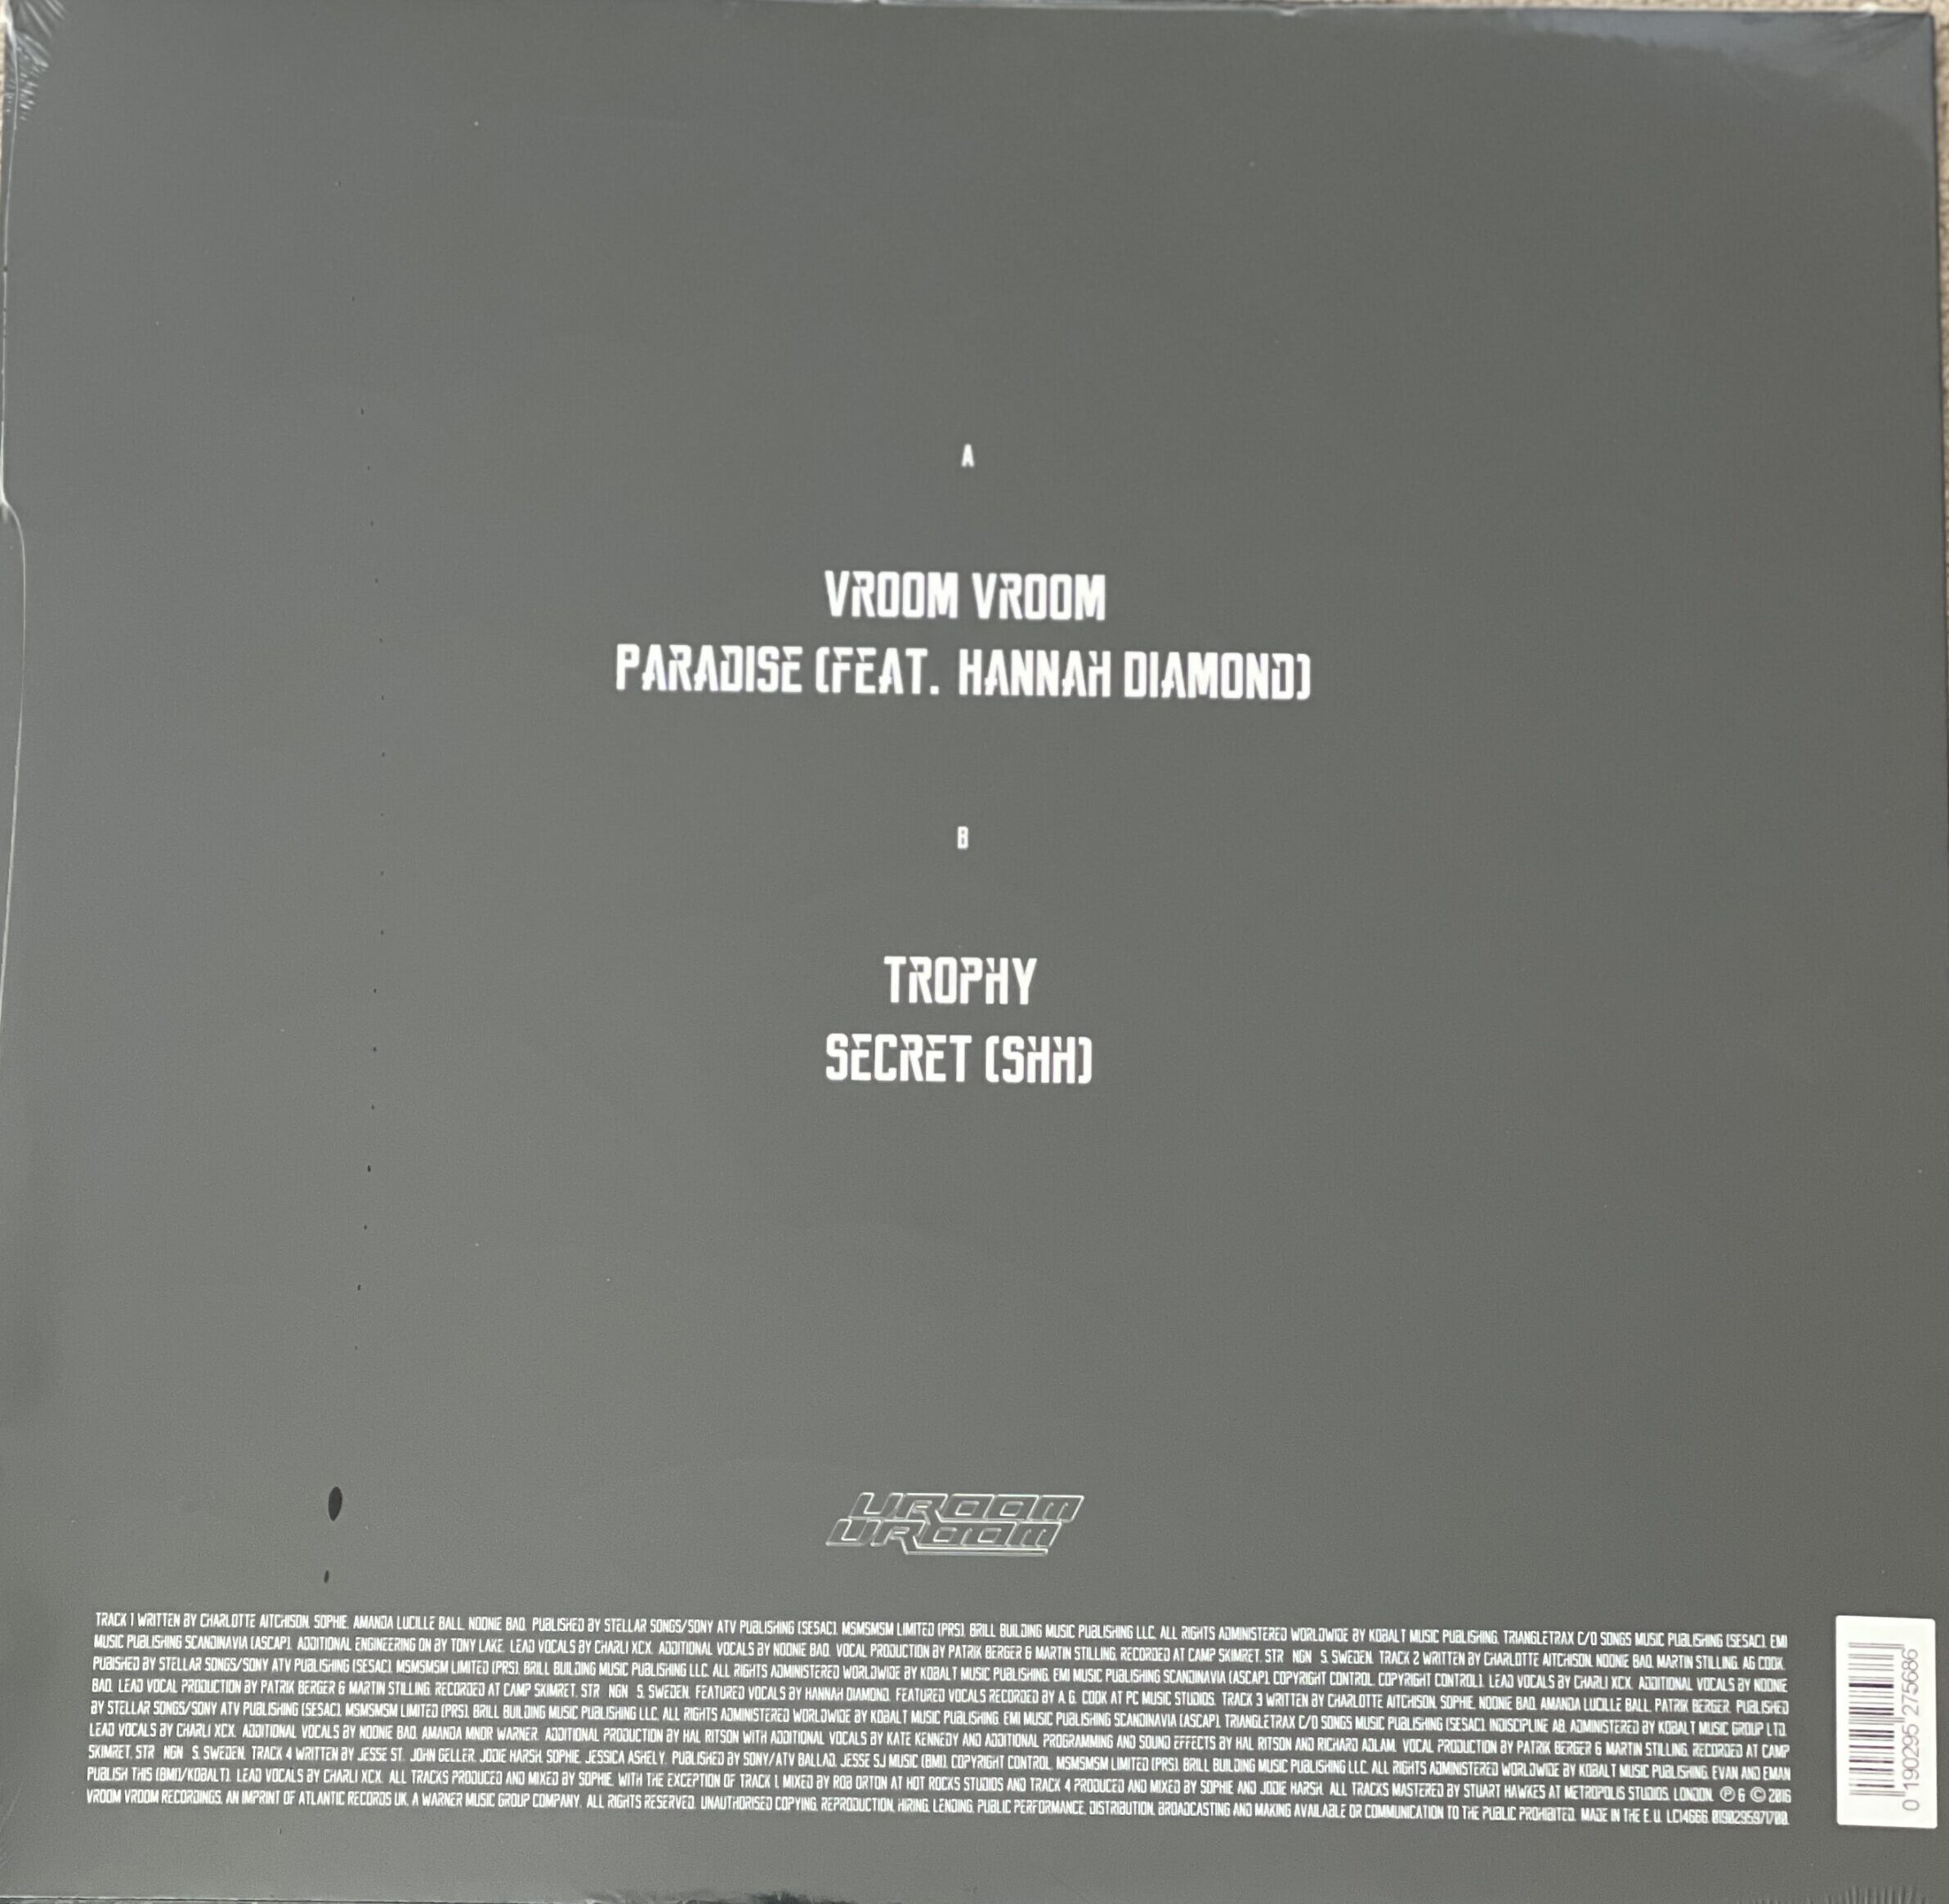 A
VROOM VROOM
PARADISE (FEAT. HANNAH DIAMOND)
B
TROPHY
SECRET (SHH)
VROOM
VROOM
TRACK 1 WRITTEN BY CHARLOTTE AITCHISON, SOPHIE, AMANDA LUCILLE BALL, NOONIE BAO. PUBLISHED BY STELLAR SONGS/SONY ATV PUBLISHING (SESAC), MSMSMSM LIMITED (PRS), BRILL BUILDING MUSIC PUBLISHING LLC. ALL RIGHTS ADMINISTERED WORLDWIDE BY KOBALT MUSIC PUBLISHING, TRIANGLETRAX C/O SONGS MUSIC PUBLISHING (SESAC), EMI
MUSIC PUBLISHING SCANDINAVIA (ASCAP). ADDITIONAL ENGINEERING ON BY TONY LAKE. LEAD VOCALS BY CHARLI XCX. ADDITIONAL VOCALS BY NOONIE BAO. VOCAL PRODUCTION BY PATRIK BERGER & MARTIN STILLING. RECORDED AT CAMP SKIMRET, STR NGN S, SWEDEN. TRACK 2 WRITTEN BY CHARLOTTE AITCHISON, NOONIE BAO, MARTIN STILLING, AG COOK.
PUBISHED BY STELLAR SONGS/SONY ATV PUBLISHING (SESAC), MSMSMSM LIMITED (PRS), BRILL BUILDING MUSIC PUBLISHING LLC. ALL RIGHTS ADMINISTERED WORLDWIDE BY KOBALT MUSIC PUBLISHING, EMI MUSIC PUBLISHING SCANDINAVIA (ASCAP), COPYRIGHT CONTROL, COPYRIGHT CONTROL). LEAD VOCALS BY CHARLI XCX. ADDITIONAL VOCALS BY NOONIE
BAO. LEAD VOCAL PRODUCTION BY PATRIK BERGER & MARTIN STILLING. RECORDED AT CAMP SKIMRET, STR NGN S, SWEDEN. FEATURED VOCALS BY HANNAH DIAMOND. FEATURED VOCALS RECORDED BY A. G. COOK AT PC MUSIC STUDIOS. TRACK 3 WRITTEN BY CHARLOTTE AITCHISON, SOPHIE, NOONIE BAO, AMANDA LUCILLE BALL, PATRIK BERGER. PUBLISHED
BY STELLAR SONGS/SONY ATV PUBLISHING (SESAC), MSMSMSM LIMITED (PRS), BRILL BUILDING MUSIC PUBLISHING LLC. ALL RIGHTS ADMINISTERED WORLDWIDE BY KOBALT MUSIC PUBLISHING, EMI MUSIC PUBLISHING SCANDINAVIA (ASCAP), TRIANGLETRAX C/O SONGS MUSIC PUBLISHING (SESAC), INDISCIPLINE AB, ADMINISTERED BY KOBALT MUSIC GROUP LTD.
LEAD VOCALS BY CHARLI XCX. ADDITIONAL VOCALS BY NOONIE BAO, AMANDA MNDR WARNER. ADDITIONAL PRODUCTION BY HAL RITSON WITH ADDITIONAL VOCALS BY KATE KENNEDY AND ADDITIONAL PROGRAMMING AND SOUND EFFECTS BY HAL RITSON AND RICHARD ADLAM. VOCAL PRODUCTION BY PATRIK BERGER & MARTIN STILLING. RECORDED AT CAMP
SKIMRET, STR NGN S, SWEDEN. TRACK 4 WRITTEN BY JESSE ST. JOHN GELLER, JODIE HARSH, SOPHIE, JESSICA ASHELY. PUBLISHED BY SONY/ATV BALLAD, JESSE SJ MUSIC (BMI), COPYRIGHT CONTROL, MSMSMSM LIMITED (PRS), BRILL BUILDING MUSIC PUBLISHING LLC. ALL RIGHTS ADMINISTERED WORLDWIDE BY KOBALT MUSIC PUBLISHING, EVAN AND EMAN
PUBLISH THIS (BMI)/KOBALT). LEAD VOCALS BY CHARLI XCX. ALL TRACKS PRODUCED AND MIXED BY SOPHIE, WITH THE EXCEPTION OF TRACK 1, MIXED BY ROB ORTON AT HOT ROCKS STUDIOS AND TRACK 4 PRODUCED AND MIXED BY SOPHIE AND JODIE HARSH. ALL TRACKS MASTERED BY STUART HAWKES AT METROPOLIS STUDIOS, LONDON. ℗ & © 2016
VROOM VROOM RECORDINGS, AN IMPRINT OF ATLANTIC RECORDS UK, A WARNER MUSIC GROUP COMPANY. ALL RIGHTS RESERVED. UNAUTHORISED COPYING, REPRODUCTION, HIRING, LENDING, PUBLIC PERFORMANCE, DISTRIBUTION, BROADCASTING AND MAKING AVAILABLE OR COMMUNICATION TO THE PUBLIC PROHIBITED. MADE IN THE E. U. LC14666. 0190295971700.
0 190295 275686